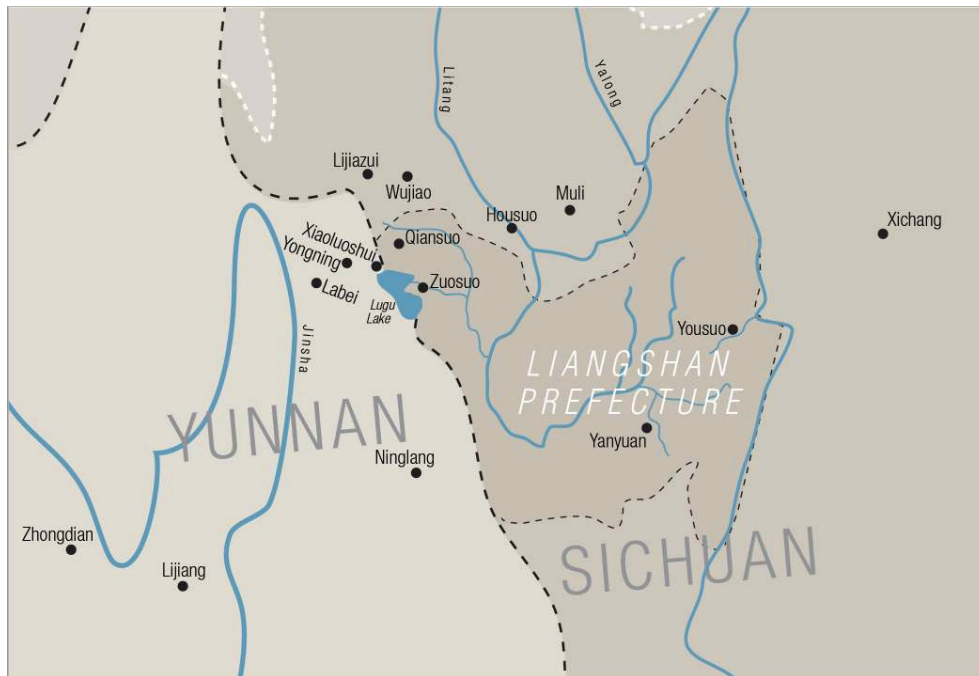 Litang
Yalong
Lijiazui
Wujiao
Muli
Housuo
Xichang
Qiansuo
Xiaoluoshui
Yongning
Labei
Zuosuo
Lugu
Lake
Jinsha
Yousuo
LIANGSHAN
PREFECTURE
YUNNAN
Yanyuan
Ninglang
Zhongdian
Lijiang
SICHUAN